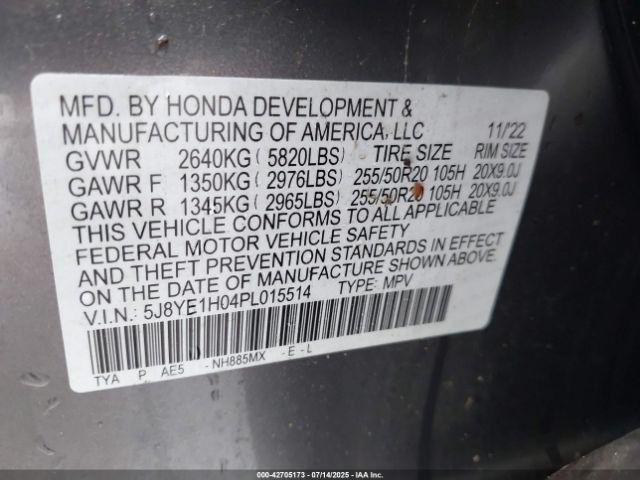 MFD. BY HONDA DEVELOPMENT &
MANUFACTURING OF AMERICA, LLC 11/'22
GVWR 2640KG ( 5820LBS ) TIRE SIZE RIM SIZE
GAWR F 1350KG ( 2976LBS ) 255/50R20 105H 20X9.0J
GAWR R 1345KG ( 2965LBS ) 255/50R20 105H 20X9.0J
THIS VEHICLE CONFORMS TO ALL APPLICABLE
FEDERAL MOTOR VEHICLE SAFETY
AND THEFT PREVENTION STANDARDS IN EFFECT
ON THE DATE OF MANUFACTURE SHOWN ABOVE.
V.I.N.: 5J8YE1H04PL015514 TYPE: MPV
TYA P AE5 -NH885MX -E-L
000-42705173 - 07/14/2025 - IAAI.com